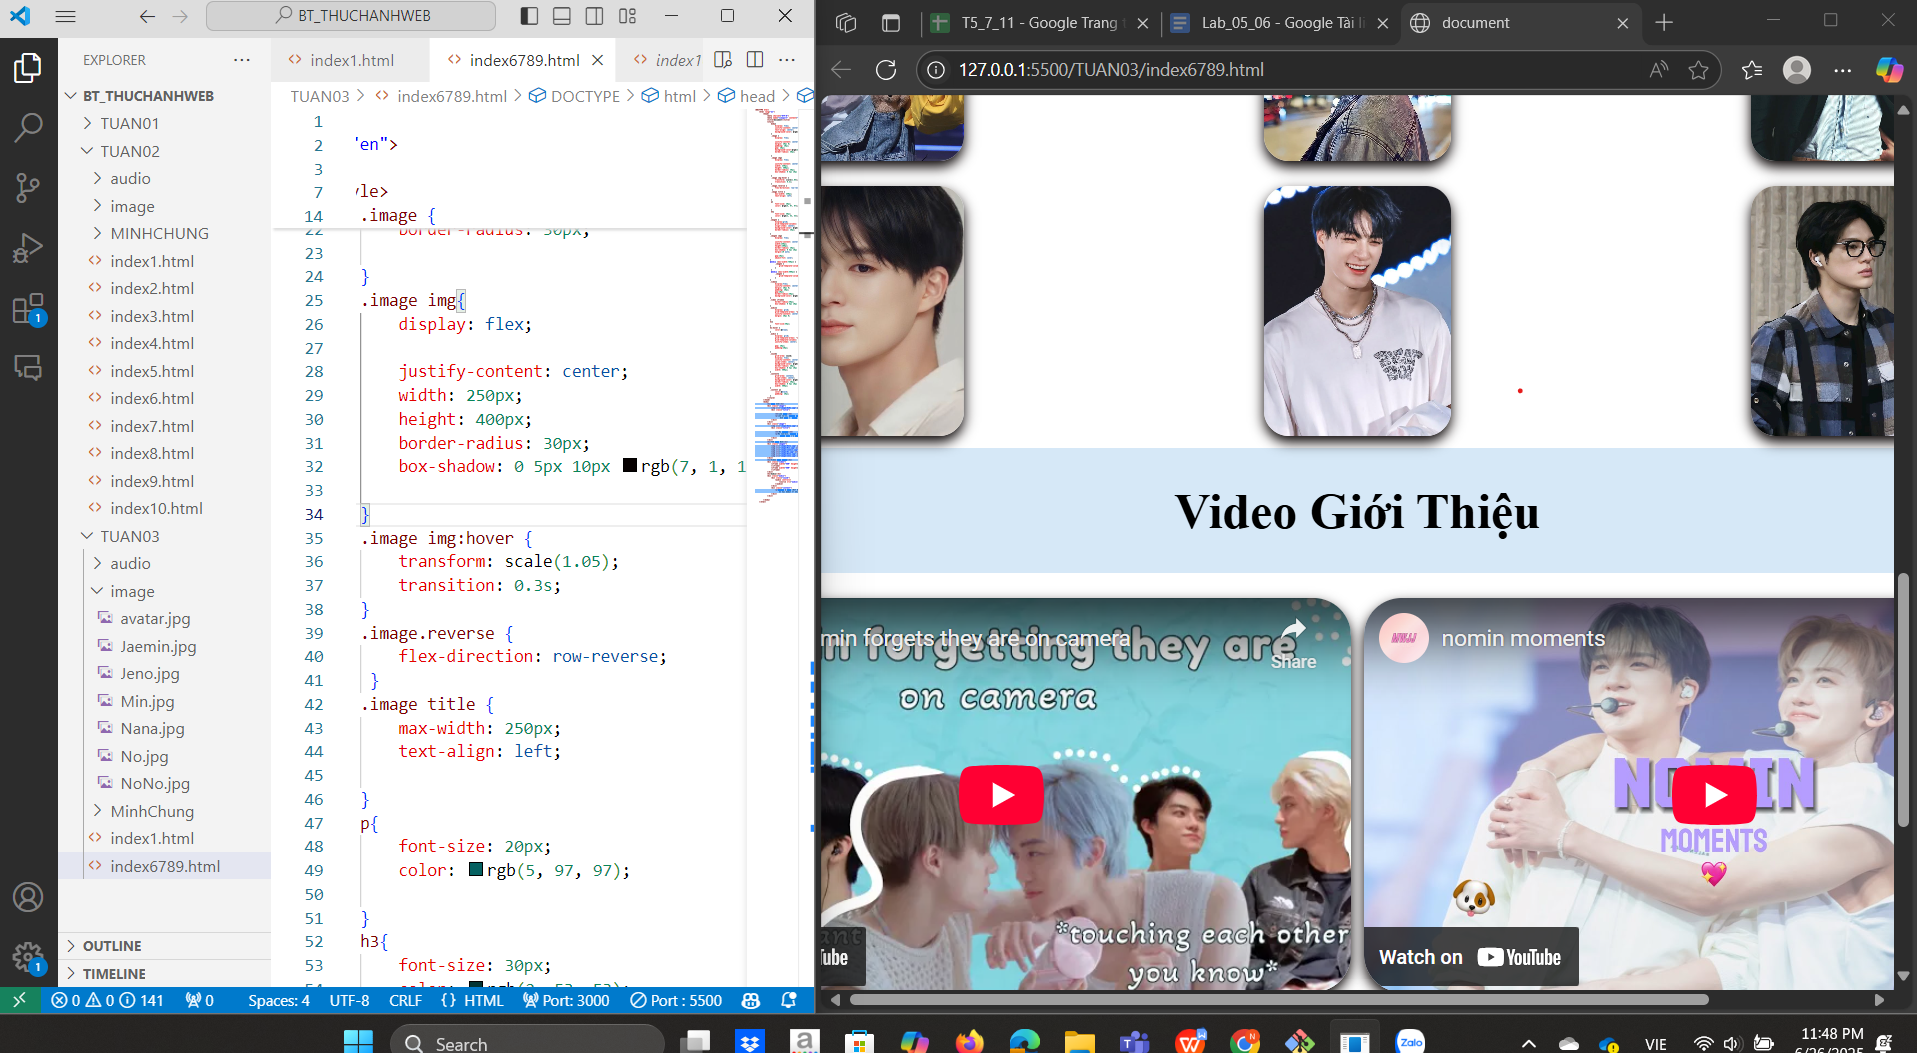 BT_THUCHANHWEB
EXPLORER
BT_THUCHANHWEB
TUAN01
TUAN02
audio
image
MINHCHUNG
index1.html
index2.html
index3.html
index4.html
index5.html
index6.html
index7.html
index8.html
index9.html
index10.html
TUAN03
audio
image
avatar.jpg
Jaemin.jpg
Jeno.jpg
Min.jpg
Nana.jpg
No.jpg
NoNo.jpg
MinhChung
index1.html
index6789.html
OUTLINE
TIMELINE
index1.html
index6789.html
index1
TUAN03 > index6789.html > DOCTYPE > html > head >
1
2 "en">
3
7 yle>
14 .image {
22 border-radius: 30px;
23
24 }
25 .image img{
26 display: flex;
27
28 justify-content: center;
29 width: 250px;
30 height: 400px;
31 border-radius: 30px;
32 box-shadow: 0 5px 10px rgb(7, 1, 1
33
34 }
35 .image img:hover {
36 transform: scale(1.05);
37 transition: 0.3s;
38 }
39 .image.reverse {
40 flex-direction: row-reverse;
41 }
42 .image title {
43 max-width: 250px;
44 text-align: left;
45
46 }
47 p{
48 font-size: 20px;
49 color: rgb(5, 97, 97);
50
51 }
52 h3{
53 font-size: 30px;
0 0 141 0 Spaces: 4 UTF-8 CRLF {} HTML Port: 3000 Port : 5500
1
1
T5_7_11 - Google Trang t
Lab_05_06 - Google Tài li
document
127.0.0.1:5500/TUAN03/index6789.html
Video Giới Thiệu
min forgets they are on camera
Share
forgetting they are
on camera
*touching each other
you know*
nomin moments
NOMIN
MOMENTS
Watch on YouTube
Search
Zalo
VIE
11:48 PM